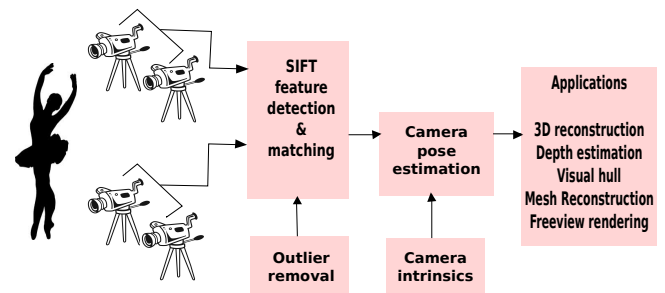 SIFT
feature
detection
&
matching
Outlier
removal
Camera
pose
estimation
Camera
intrinsics
Applications
3D reconstruction
Depth estimation
Visual hull
Mesh Reconstruction
Freeview rendering